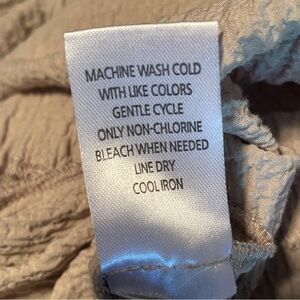 MACHINE WASH COLD
WITH LIKE COLORS
GENTLE CYCLE
ONLY NON-CHLORINE
BLEACH WHEN NEEDED
LINE DRY
COOL IRON